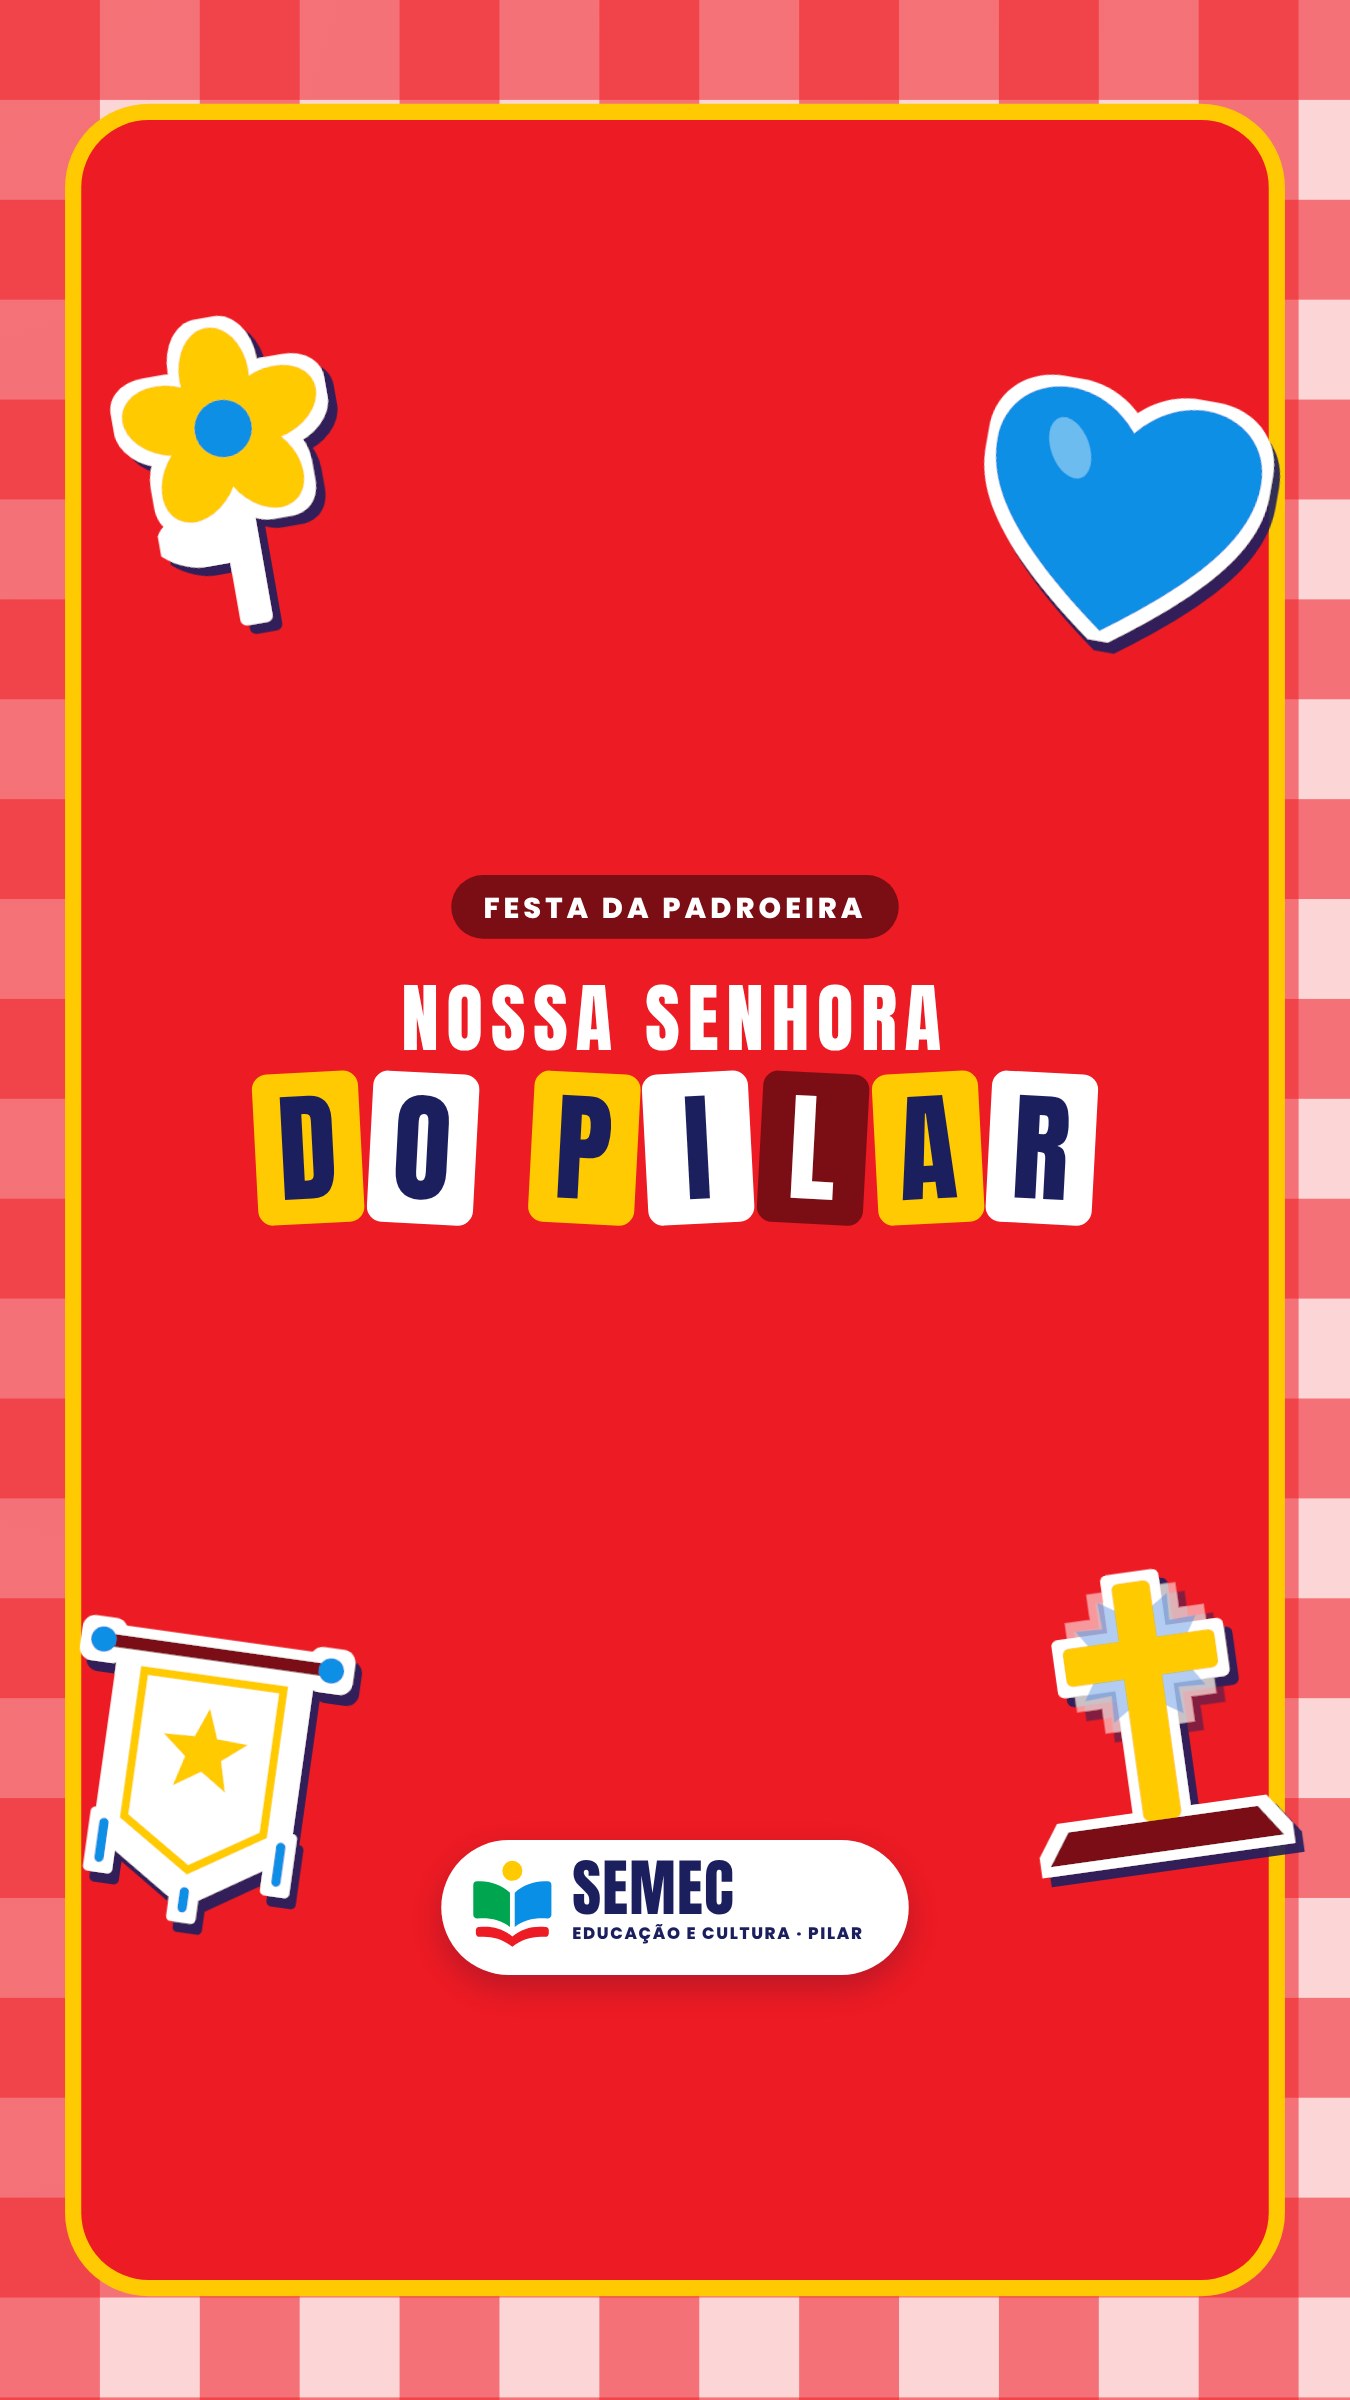 FESTA DA PADROEIRA
NOSSA SENHORA
DO PILAR
SEMEC
EDUCAÇÃO E CULTURA · PILAR